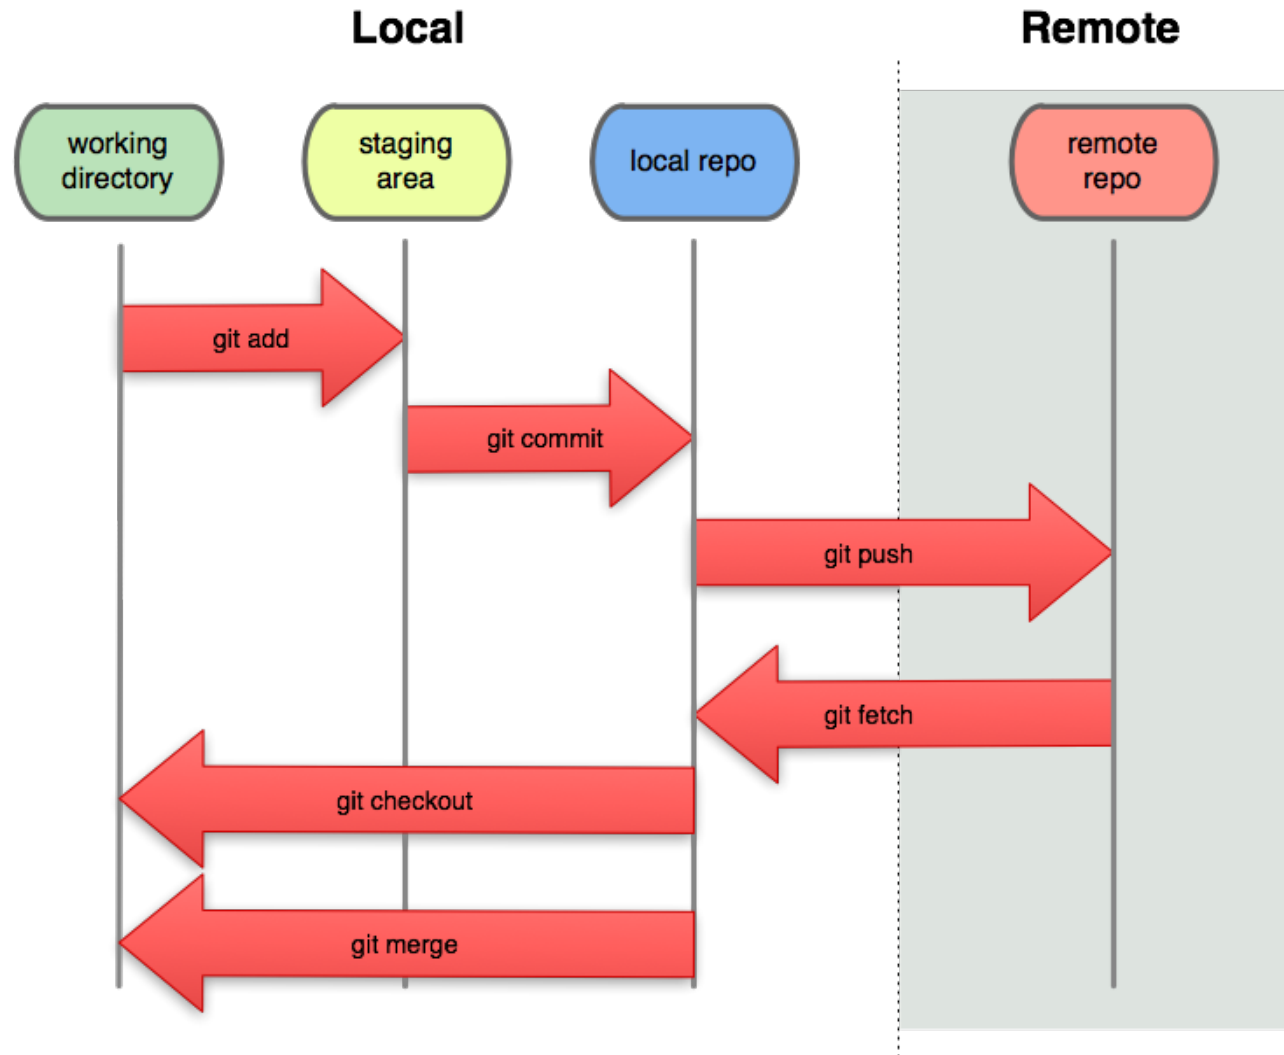 Local
Remote
working
directory
staging
area
local repo
remote
repo
git add
git commit
git push
git fetch
git checkout
git merge